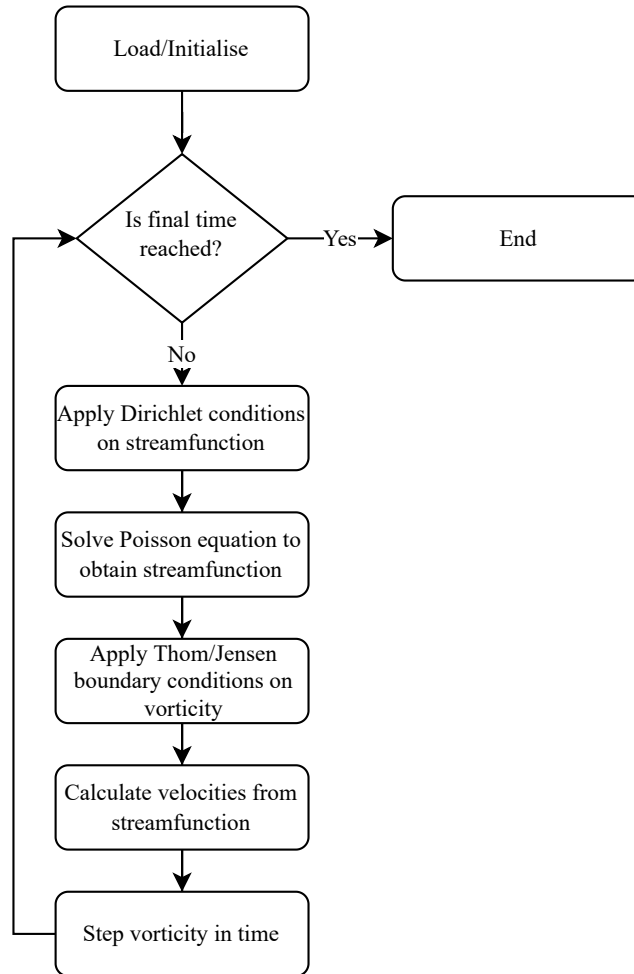 Load/Initialise
Is final time
reached?
Yes
End
No
Apply Dirichlet conditions
on streamfunction
Solve Poisson equation to
obtain streamfunction
Apply Thom/Jensen
boundary conditions on
vorticity
Calculate velocities from
streamfunction
Step vorticity in time